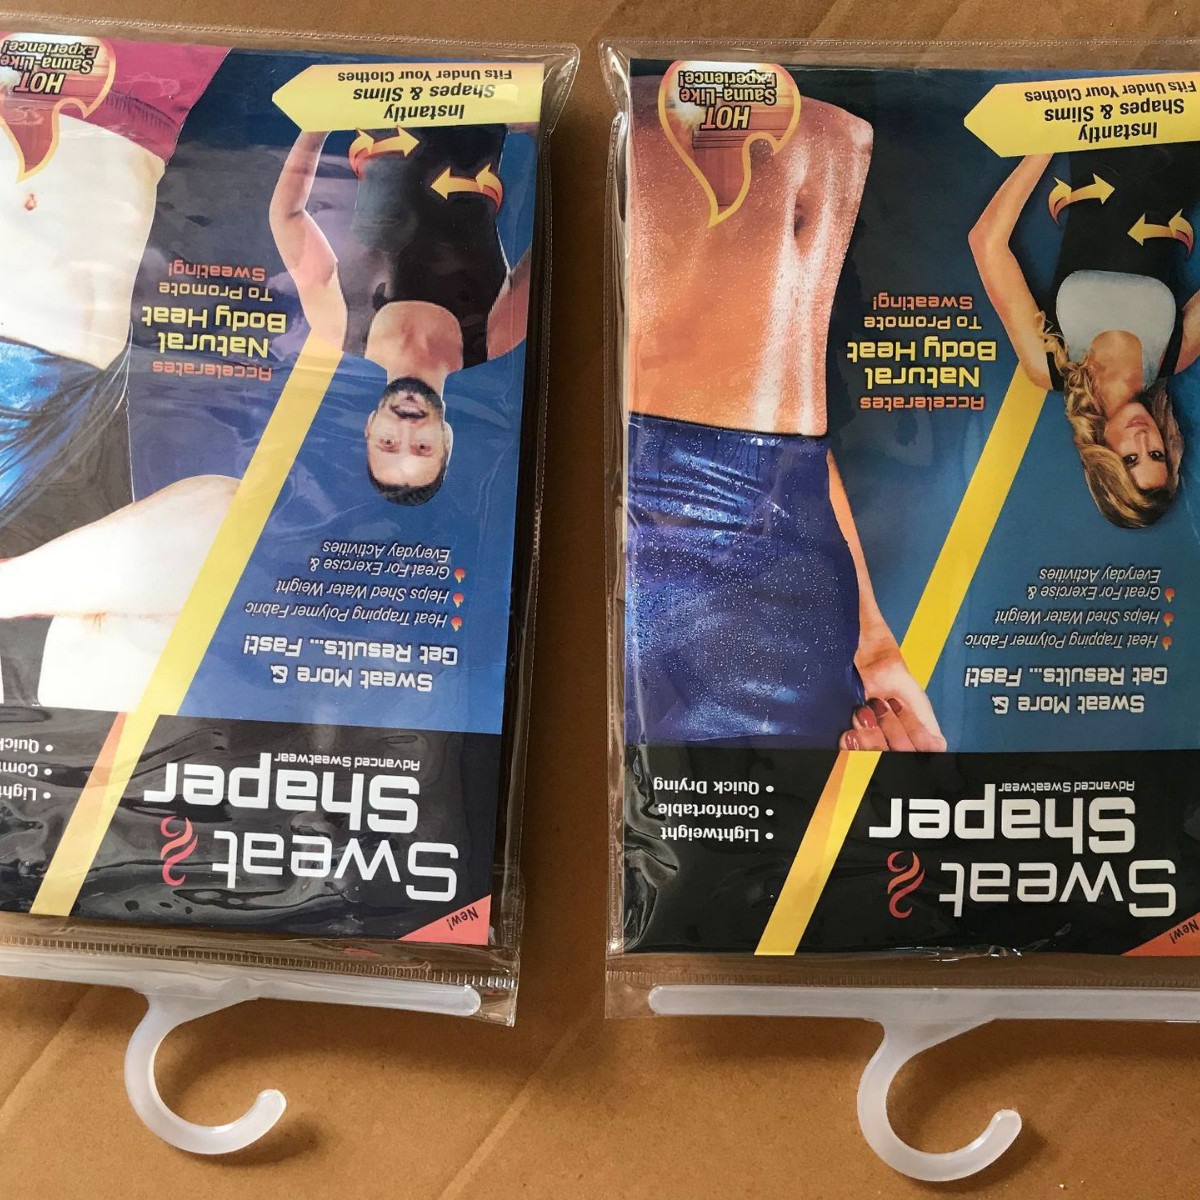 New!
Sweat
Shaper
Advanced Sweatwear
• Lightweight
• Comfortable
• Quick Drying
Sweat More &
Get Results... Fast!
Heat Trapping Polymer Fabric
Helps Shed Water Weight
Great For Exercise &
Everyday Activities
Accelerates
Natural
Body Heat
To Promote
Sweating!
Instantly
Shapes & Slims
Fits Under Your Clothes
HOT
Sauna-Like
Experience!
New!
Sweat
Shaper
Advanced Sweatwear
Sweat More &
Get Results... Fast!
Heat Trapping Polymer Fabric
Helps Shed Water Weight
Great For Exercise &
Everyday Activities
Accelerates
Natural
Body Heat
To Promote
Sweating!
Instantly
Shapes & Slims
Fits Under Your Clothes
HOT
Sauna-Like
Experience!